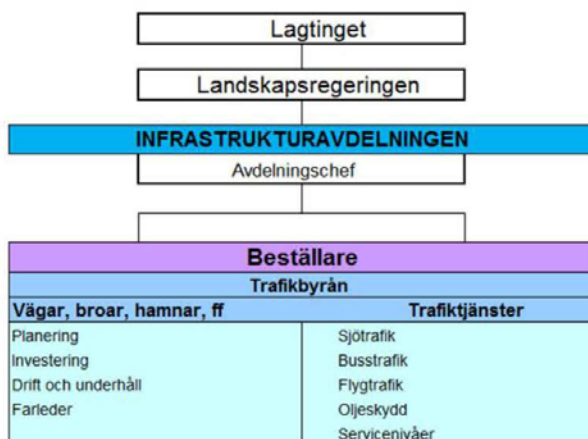 Lagtinget
Landskapsregeringen
INFRASTRUKTURAVDELNINGEN
Avdelningschef
Beställare
Trafikbyrån
Vägar, broar, hamnar, ff
Trafiktjänster
Planering
Investering
Drift och underhåll
Farleder
Sjötrafik
Busstrafik
Flygtrafik
Oljeskydd
Servicenivåer